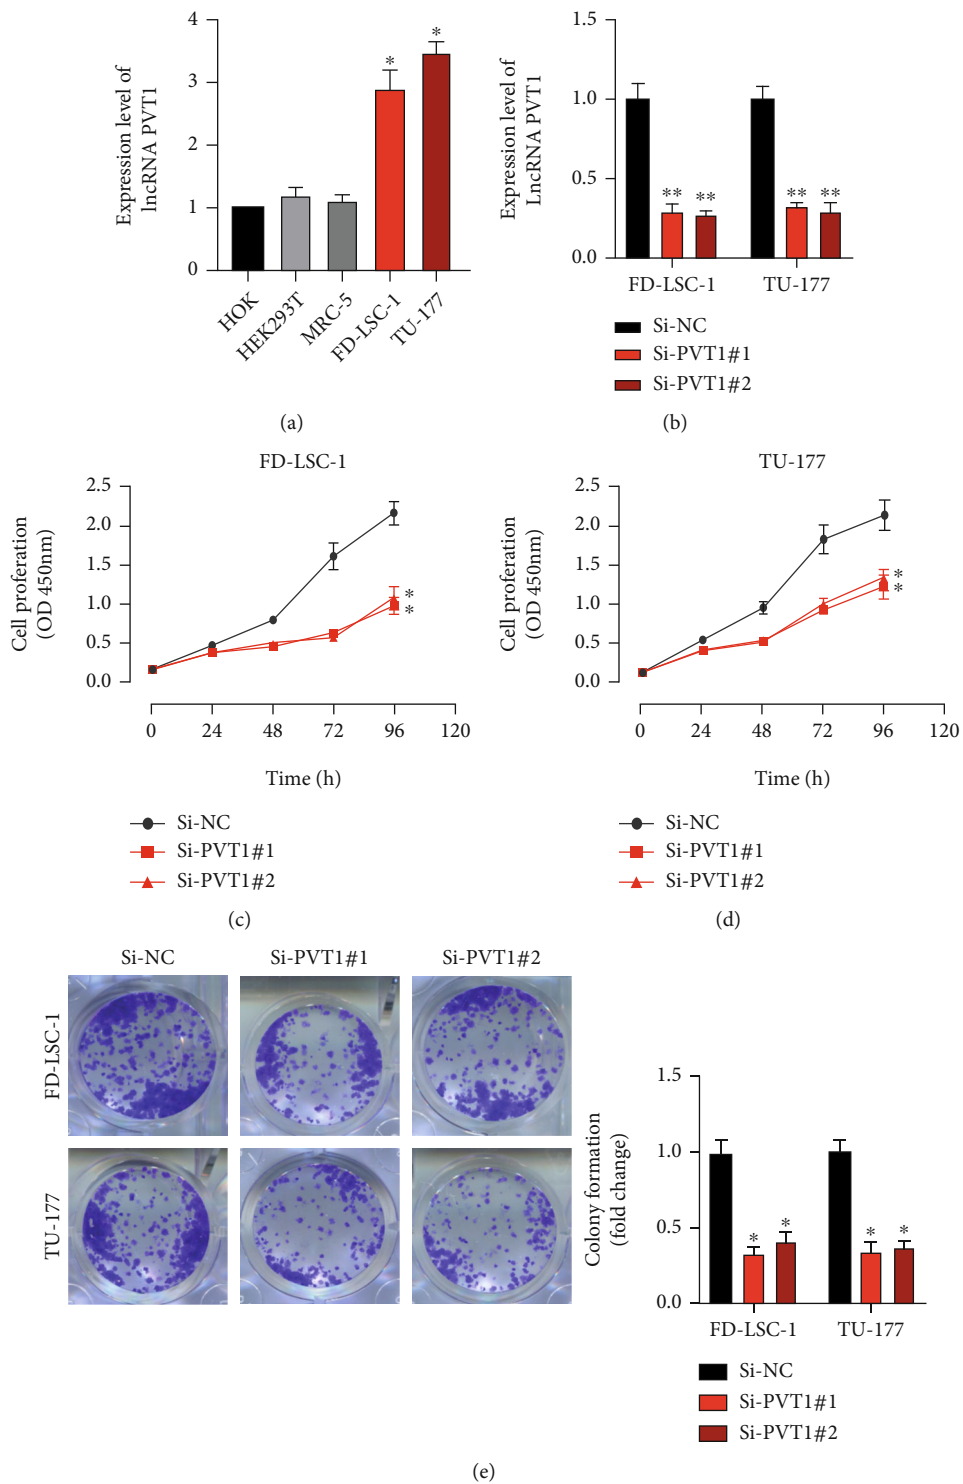 Expression level of
lncRNA PVT1
4
3
2
1
0
*
*
HOK
HEK293T
MRC-5
FD-LSC-1
TU-177
(a)
Expression level of
LncRNA PVT1
1.5
1.0
0.5
0.0
** ** ** **
FD-LSC-1 TU-177
Si-NC
Si-PVT1#1
Si-PVT1#2
(b)
FD-LSC-1
Cell proferation
(OD 450nm)
2.5
2.0
1.5
1.0
0.5
0.0
*
*
0 24 48 72 96 120
Time (h)
Si-NC
Si-PVT1#1
Si-PVT1#2
(c)
TU-177
Cell proferation
(OD 450nm)
2.5
2.0
1.5
1.0
0.5
0.0
*
*
0 24 48 72 96 120
Time (h)
Si-NC
Si-PVT1#1
Si-PVT1#2
(d)
Si-NC Si-PVT1#1 Si-PVT1#2
FD-LSC-1
TU-177
Colony formation
(fold change)
1.5
1.0
0.5
0.0
* * * *
FD-LSC-1 TU-177
Si-NC
Si-PVT1#1
Si-PVT1#2
(e)